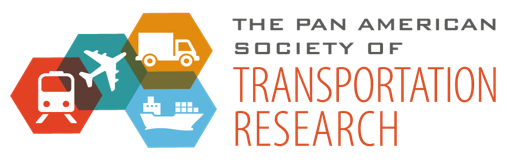 THE PAN AMERICAN
SOCIETY OF
TRANSPORTATION
RESEARCH